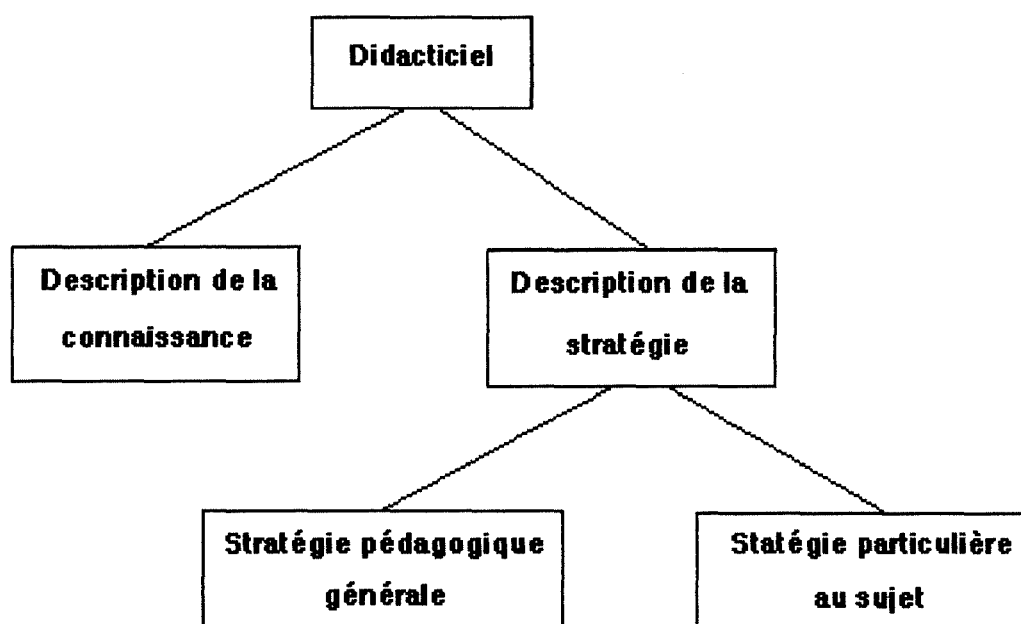 Didacticiel
Description de la
connaissance
Description de la
stratégie
Stratégie pédagogique
générale
Statégie particulière
au sujet